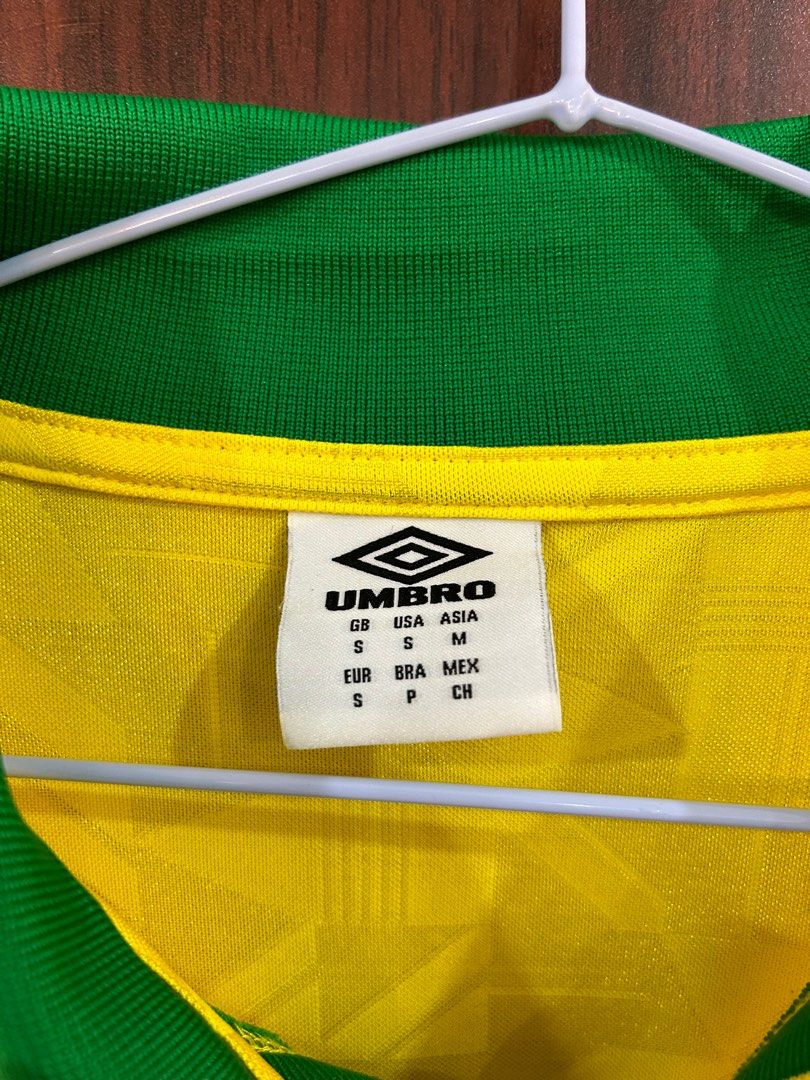 UMBRO
GB USA ASIA
S S M
EUR BRA MEX
S P CH